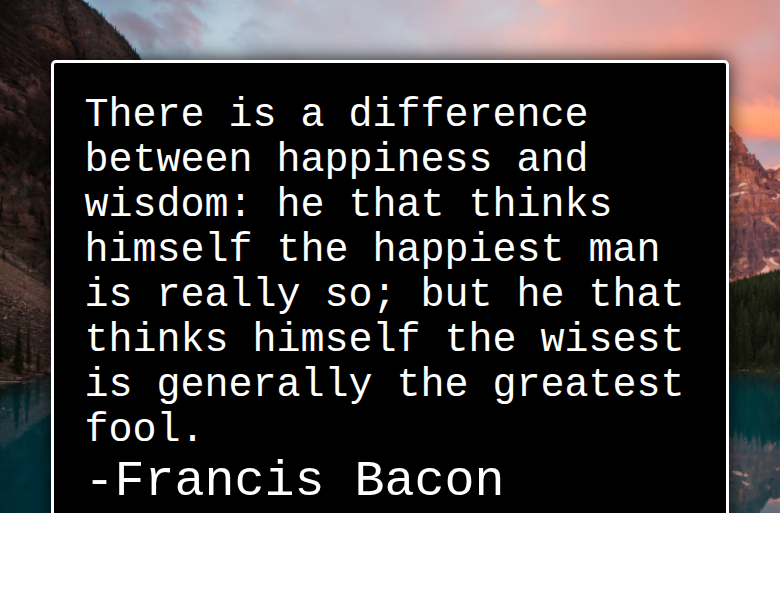 There is a difference
between happiness and
wisdom: he that thinks
himself the happiest man
is really so; but he that
thinks himself the wisest
is generally the greatest
fool.
-Francis Bacon